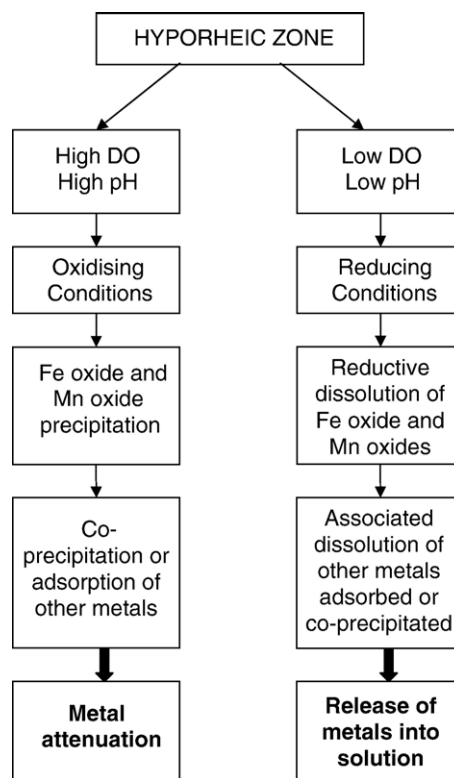 HYPORHEIC ZONE
High DO
High pH
Low DO
Low pH
Oxidising
Conditions
Reducing
Conditions
Fe oxide and
Mn oxide
precipitation
Reductive
dissolution of
Fe oxide and
Mn oxides
Co-
precipitation or
adsorption of
other metals
Associated
dissolution of
other metals
adsorbed or
co-precipitated
Metal
attenuation
Release of
metals into
solution